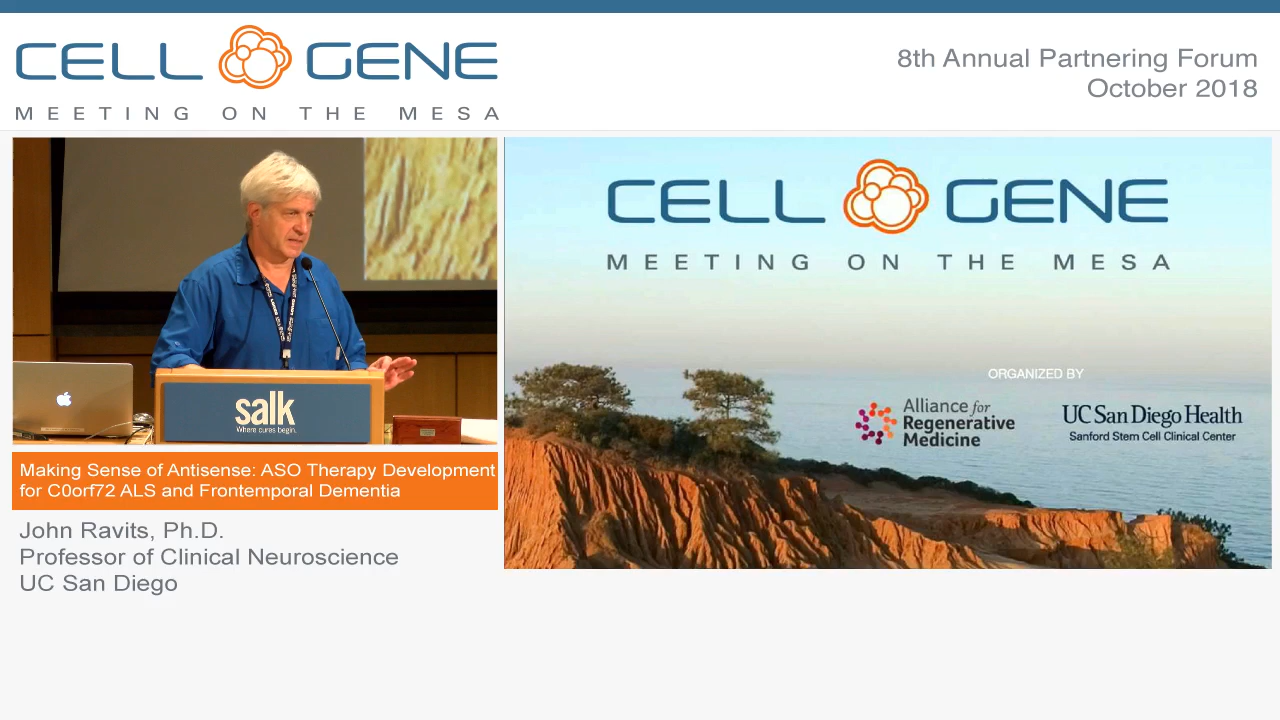 CELL GENE
MEETING ON THE MESA
8th Annual Partnering Forum
October 2018
salk
Where cures begin.
Making Sense of Antisense: ASO Therapy Development
for C0orf72 ALS and Frontemporal Dementia
John Ravits, Ph.D.
Professor of Clinical Neuroscience
UC San Diego
CELL GENE
MEETING ON THE MESA
ORGANIZED BY
Alliance for
Regenerative
Medicine
UC San Diego Health
Sanford Stem Cell Clinical Center